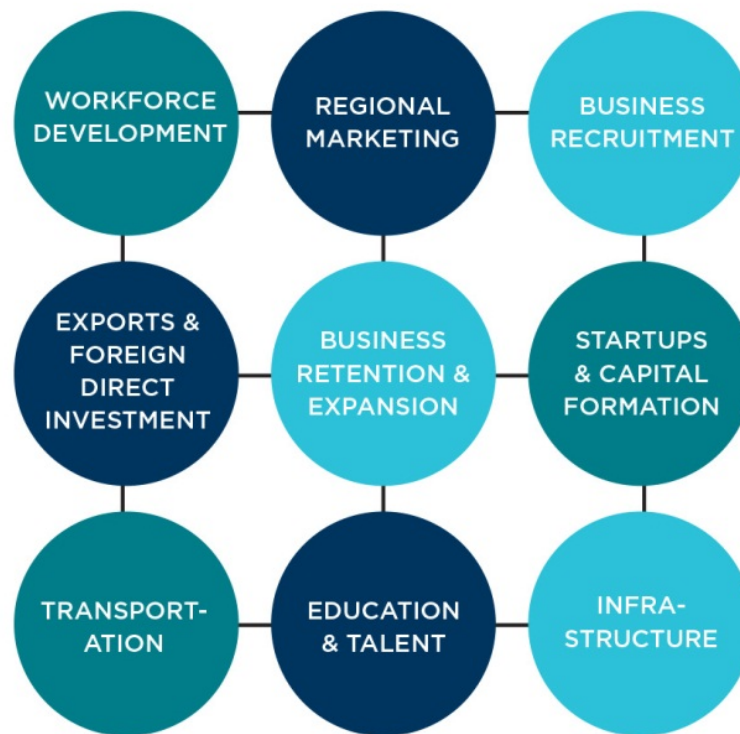 WORKFORCE
DEVELOPMENT
REGIONAL
MARKETING
BUSINESS
RECRUITMENT
EXPORTS &
FOREIGN
DIRECT
INVESTMENT
BUSINESS
RETENTION &
EXPANSION
STARTUPS
& CAPITAL
FORMATION
TRANSPORT-
ATION
EDUCATION
& TALENT
INFRA-
STRUCTURE